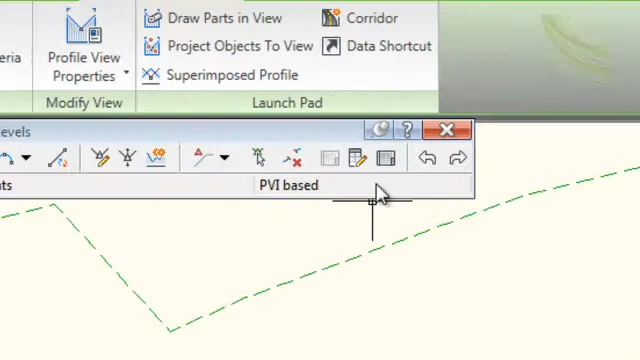 Draw Parts in View
Corridor
eria
Profile View
Properties
Project Objects To View
Data Shortcut
Superimposed Profile
Modify View
Launch Pad
evels
?
nts
PVI based